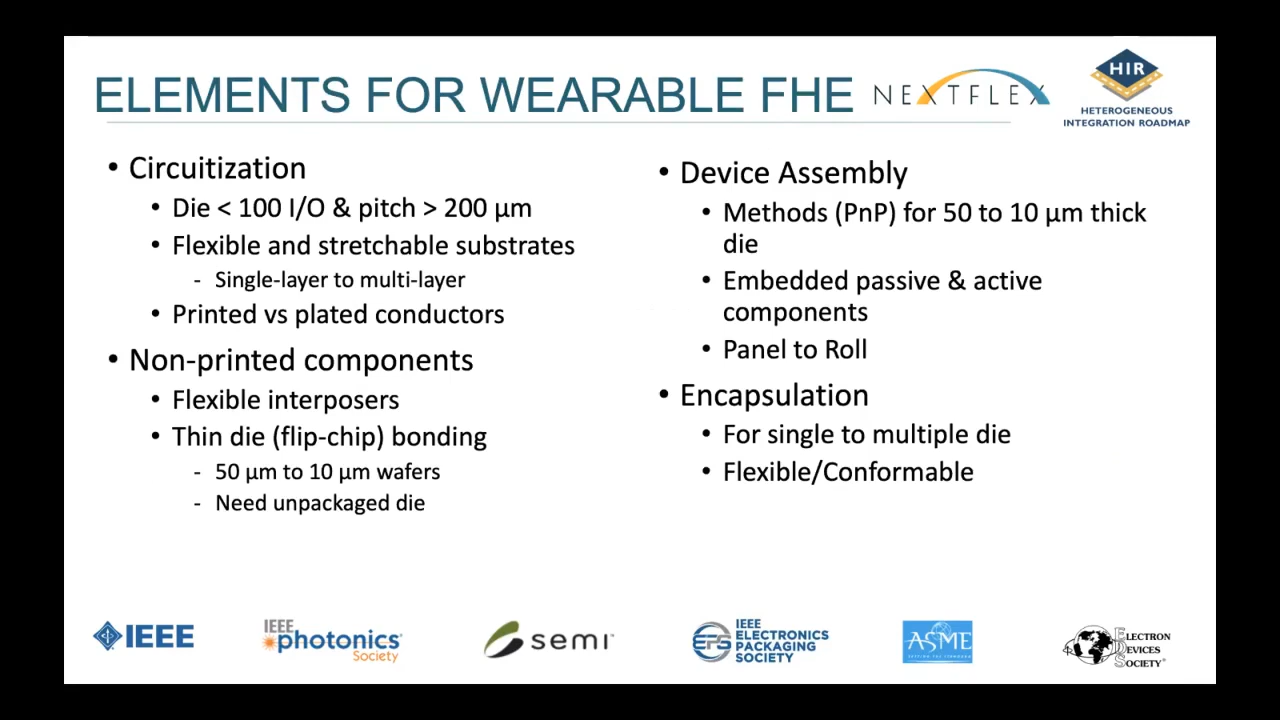 ELEMENTS FOR WEARABLE FHE
NEXTFLEX
HIR
HETEROGENEOUS
INTEGRATION ROADMAP
• Circuitization
• Die < 100 I/O & pitch > 200 µm
• Flexible and stretchable substrates
- Single-layer to multi-layer
• Printed vs plated conductors
• Non-printed components
• Flexible interposers
• Thin die (flip-chip) bonding
- 50 µm to 10 µm wafers
- Need unpackaged die
• Device Assembly
• Methods (PnP) for 50 to 10 µm thick
die
• Embedded passive & active
components
• Panel to Roll
• Encapsulation
• For single to multiple die
• Flexible/Conformable
IEEE
IEEE
photonics
Society
semi
EPS
IEEE
ELECTRONICS
PACKAGING
SOCIETY
ASME
ELECTRON
DEVICES
SOCIETY®